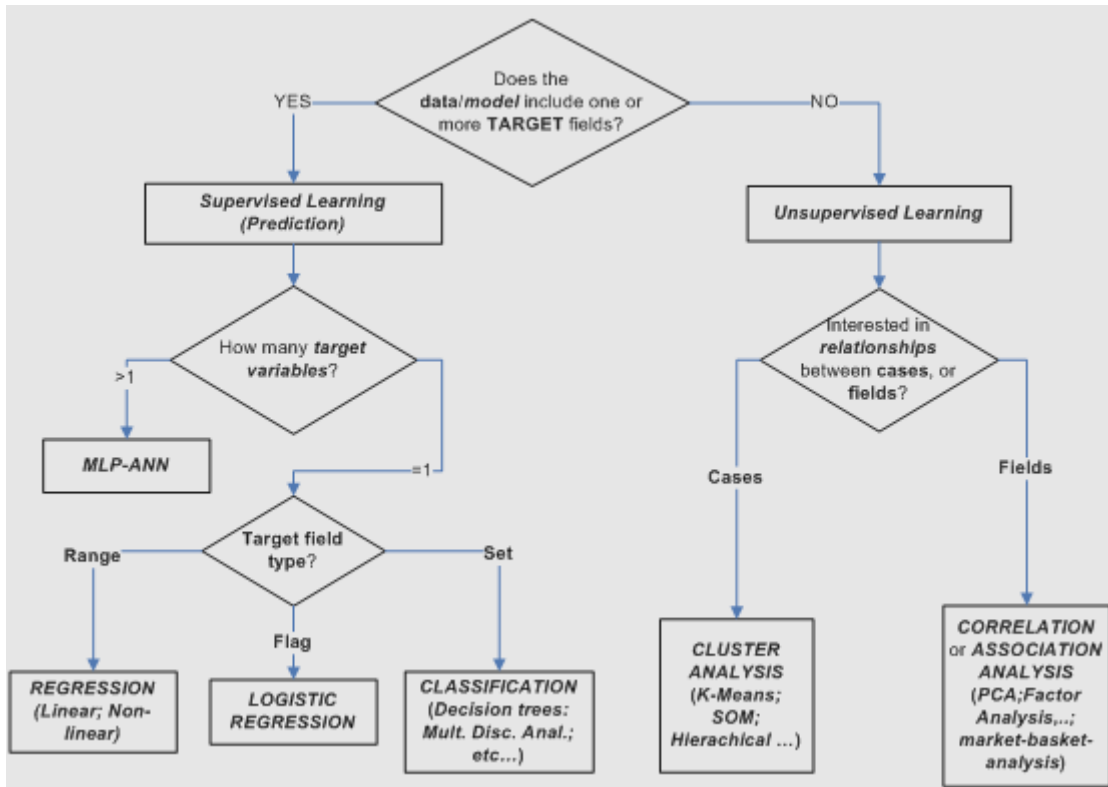 Does the
data/model include one or
more TARGET fields?
YES
NO
Supervised Learning
(Prediction)
Unsupervised Learning
How many target
variables?
>1
MLP-ANN
=1
Target field
type?
Range
Flag
Set
REGRESSION
(Linear; Non-
linear)
LOGISTIC
REGRESSION
CLASSIFICATION
(Decision trees:
Mult. Disc. Anal.;
etc...)
Interested in
relationships
between cases, or
fields?
Cases
Fields
CLUSTER
ANALYSIS
(K-Means;
SOM;
Hierachical ...)
CORRELATION
or ASSOCIATION
ANALYSIS
(PCA;Factor
Analysis,..;
market-basket-
analysis)